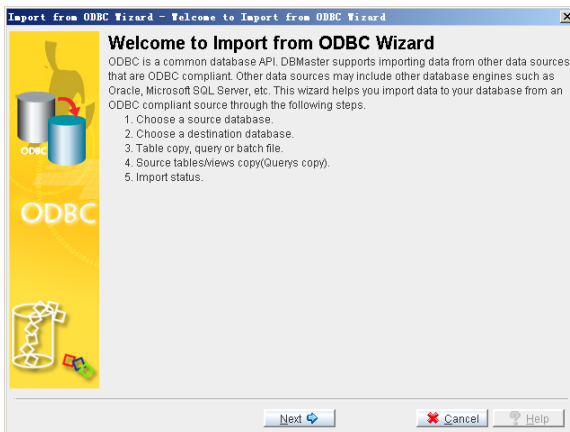 Import from ODBC Wizard - Welcome to Import from ODBC Wizard
Welcome to Import from ODBC Wizard
ODBC is a common database API. DBMaster supports importing data from other data sources
that are ODBC compliant. Other data sources may include other database engines such as
Oracle, Microsoft SQL Server, etc. This wizard helps you import data to your database from an
ODBC compliant source through the following steps.
1. Choose a source database.
2. Choose a destination database.
3. Table copy, query or batch file.
4. Source tables/views copy(Querys copy).
5. Import status.
ODBC
ODBC
Next
Cancel
Help